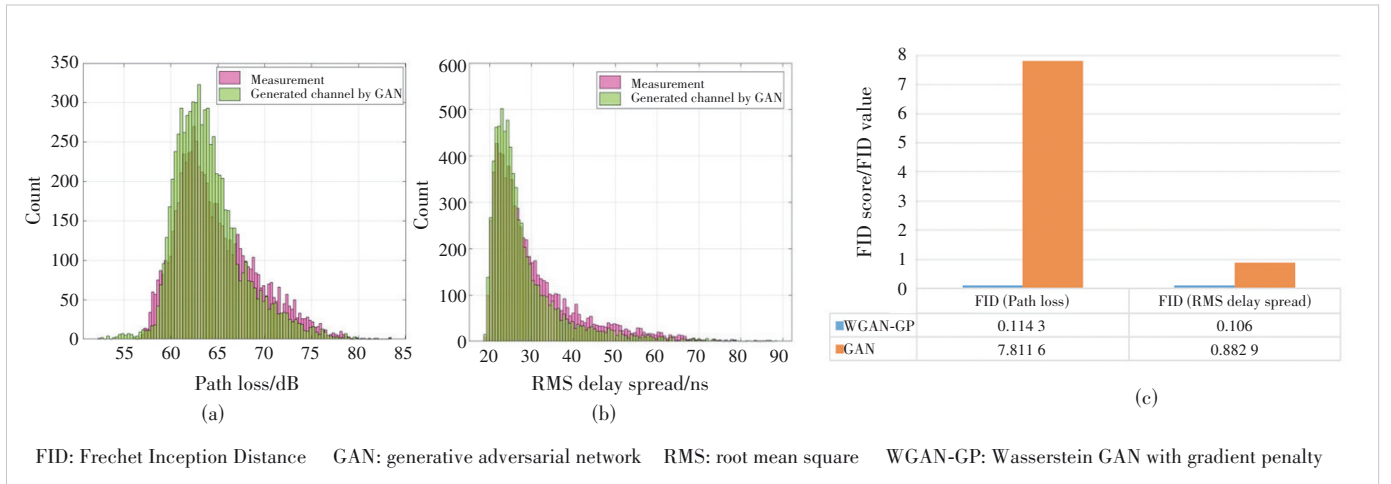 350
300
250
200
150
100
50
0
Count
Measurement
Generated channel by GAN
55 60 65 70 75 80 85
Path loss/dB
(a)
600
500
400
300
200
100
0
Count
Measurement
Generated channel by GAN
20 30 40 50 60 70 80 90
RMS delay spread/ns
(b)
8
7
6
5
4
3
2
1
0
FID score/FID value
FID (Path loss) FID (RMS delay spread)
WGAN-GP 0.114 3 0.106
GAN 7.811 6 0.882 9
(c)
FID: Frechet Inception Distance GAN: generative adversarial network RMS: root mean square WGAN-GP: Wasserstein GAN with gradient penalty